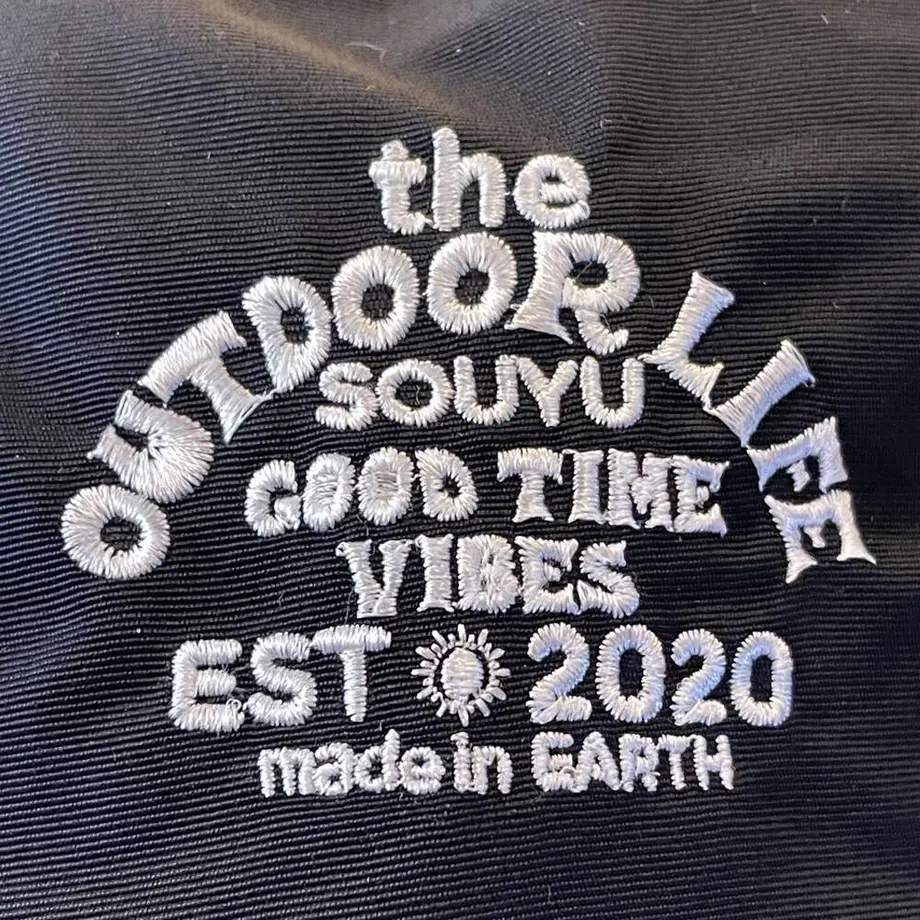 the
OUTDOOR LIFE
SOUYU
GOOD TIME
VIBES
EST 2020
made in EARTH